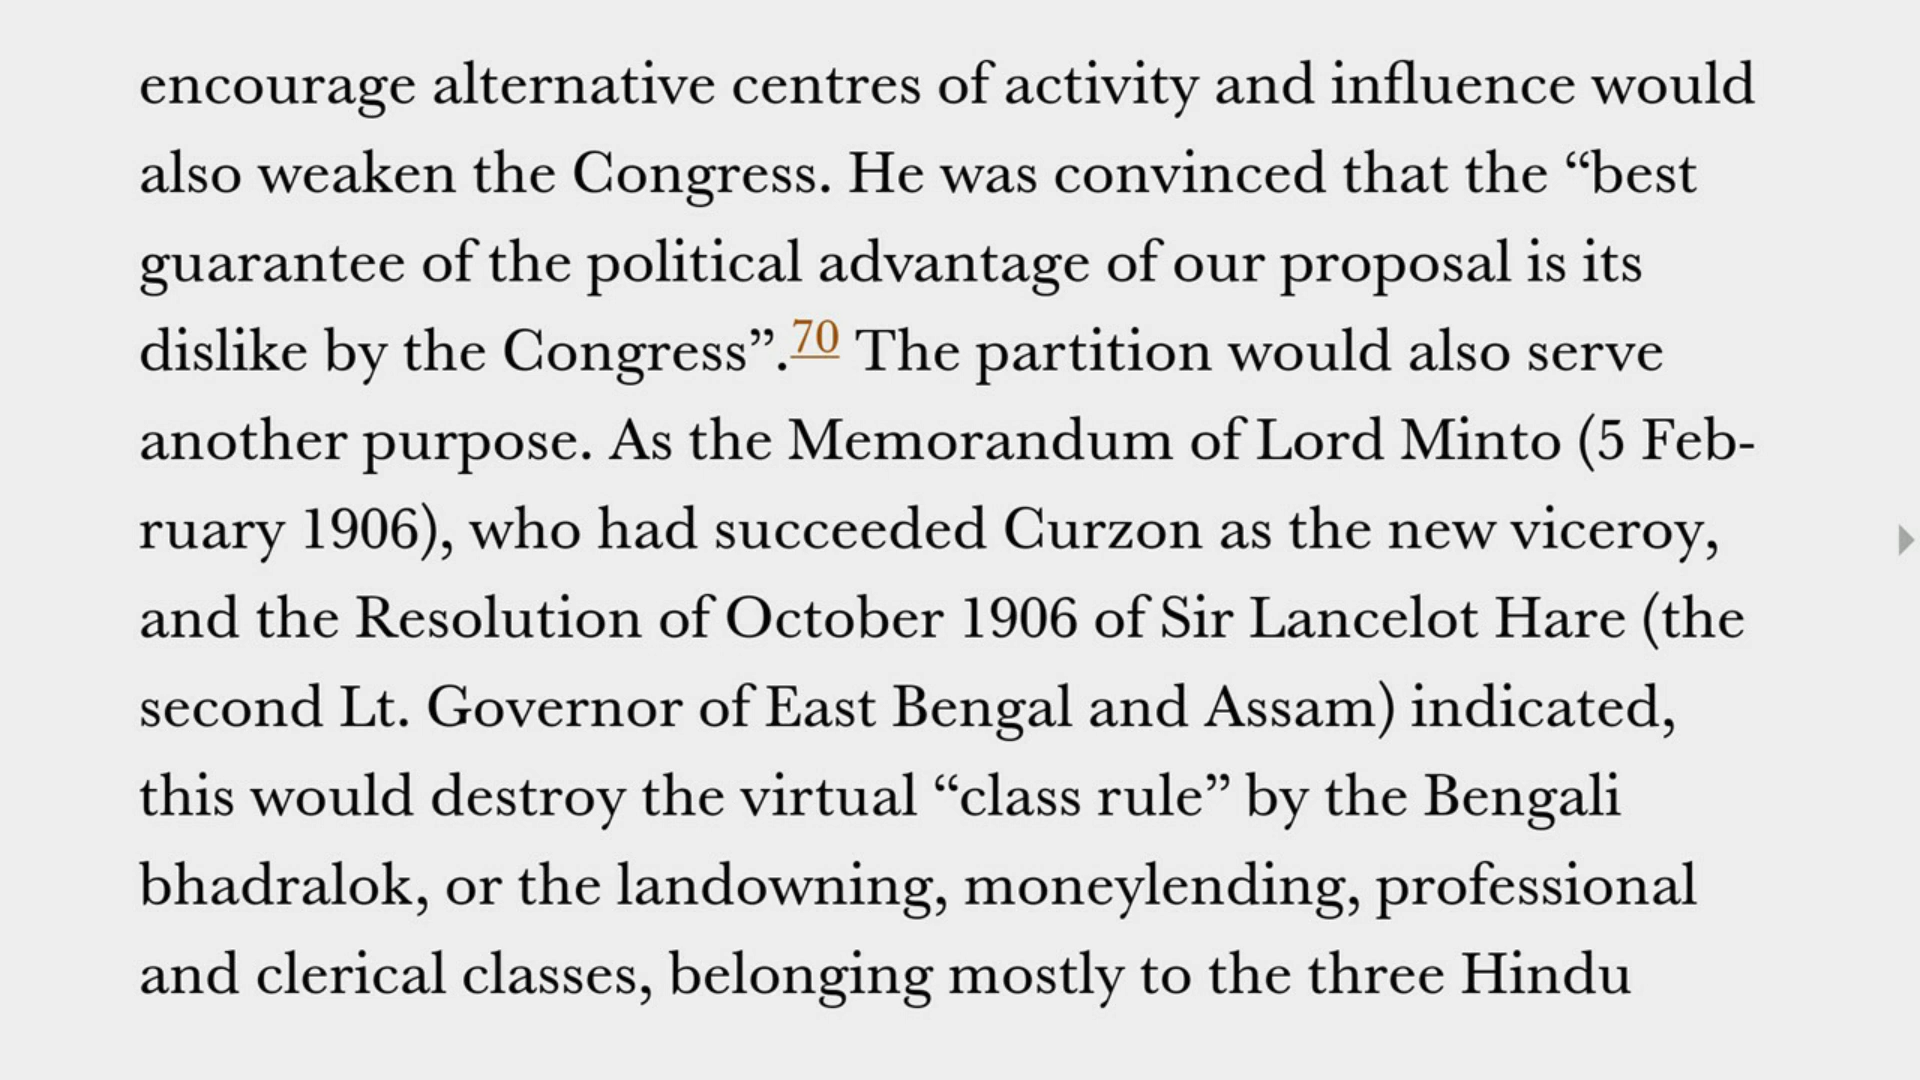 encourage alternative centres of activity and influence would
also weaken the Congress. He was convinced that the “best
guarantee of the political advantage of our proposal is its
dislike by the Congress”.70 The partition would also serve
another purpose. As the Memorandum of Lord Minto (5 Feb-
ruary 1906), who had succeeded Curzon as the new viceroy,
and the Resolution of October 1906 of Sir Lancelot Hare (the
second Lt. Governor of East Bengal and Assam) indicated,
this would destroy the virtual “class rule” by the Bengali
bhadralok, or the landowning, moneylending, professional
and clerical classes, belonging mostly to the three Hindu